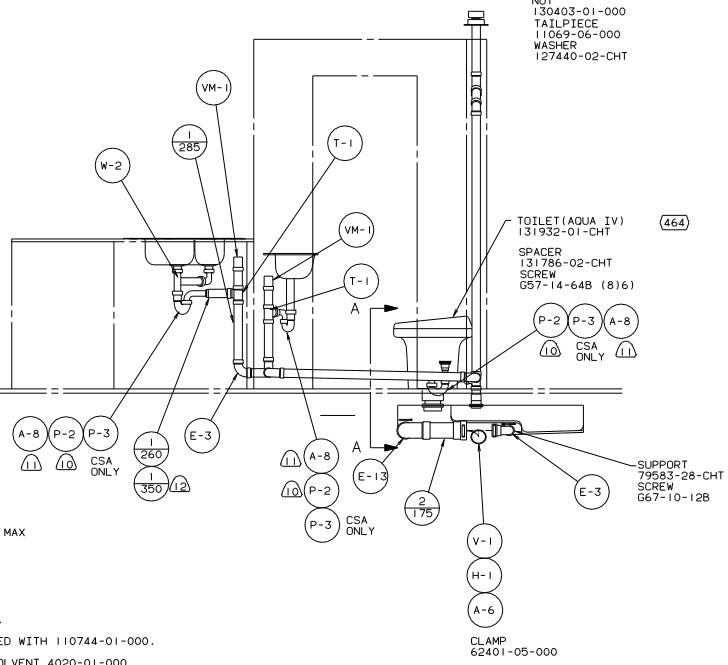 NUT
130403-01-000
TAILPIECE
11069-06-000
WASHER
127440-02-CHT
VM-1
1
285
T-1
W-2
VM-1
TOILET(AQUA IV)
131932-01-CHT
464
T-1
SPACER
131786-02-CHT
SCREW
G57-14-64B (8)6)
A
P-2
P-3
A-8
10
CSA
ONLY
11
A-8
P-2
P-3
E-3
11
10
CSA
ONLY
1
260
1
350
12
11
A-8
10
P-2
P-3
CSA
ONLY
A
E-13
2
175
E-3
SUPPORT
79583-28-CHT
SCREW
G67-10-12B
V-1
H-1
A-6
CLAMP
62401-05-000
MAX
ED WITH 110744-01-000.
OLVENT 4020-01-000